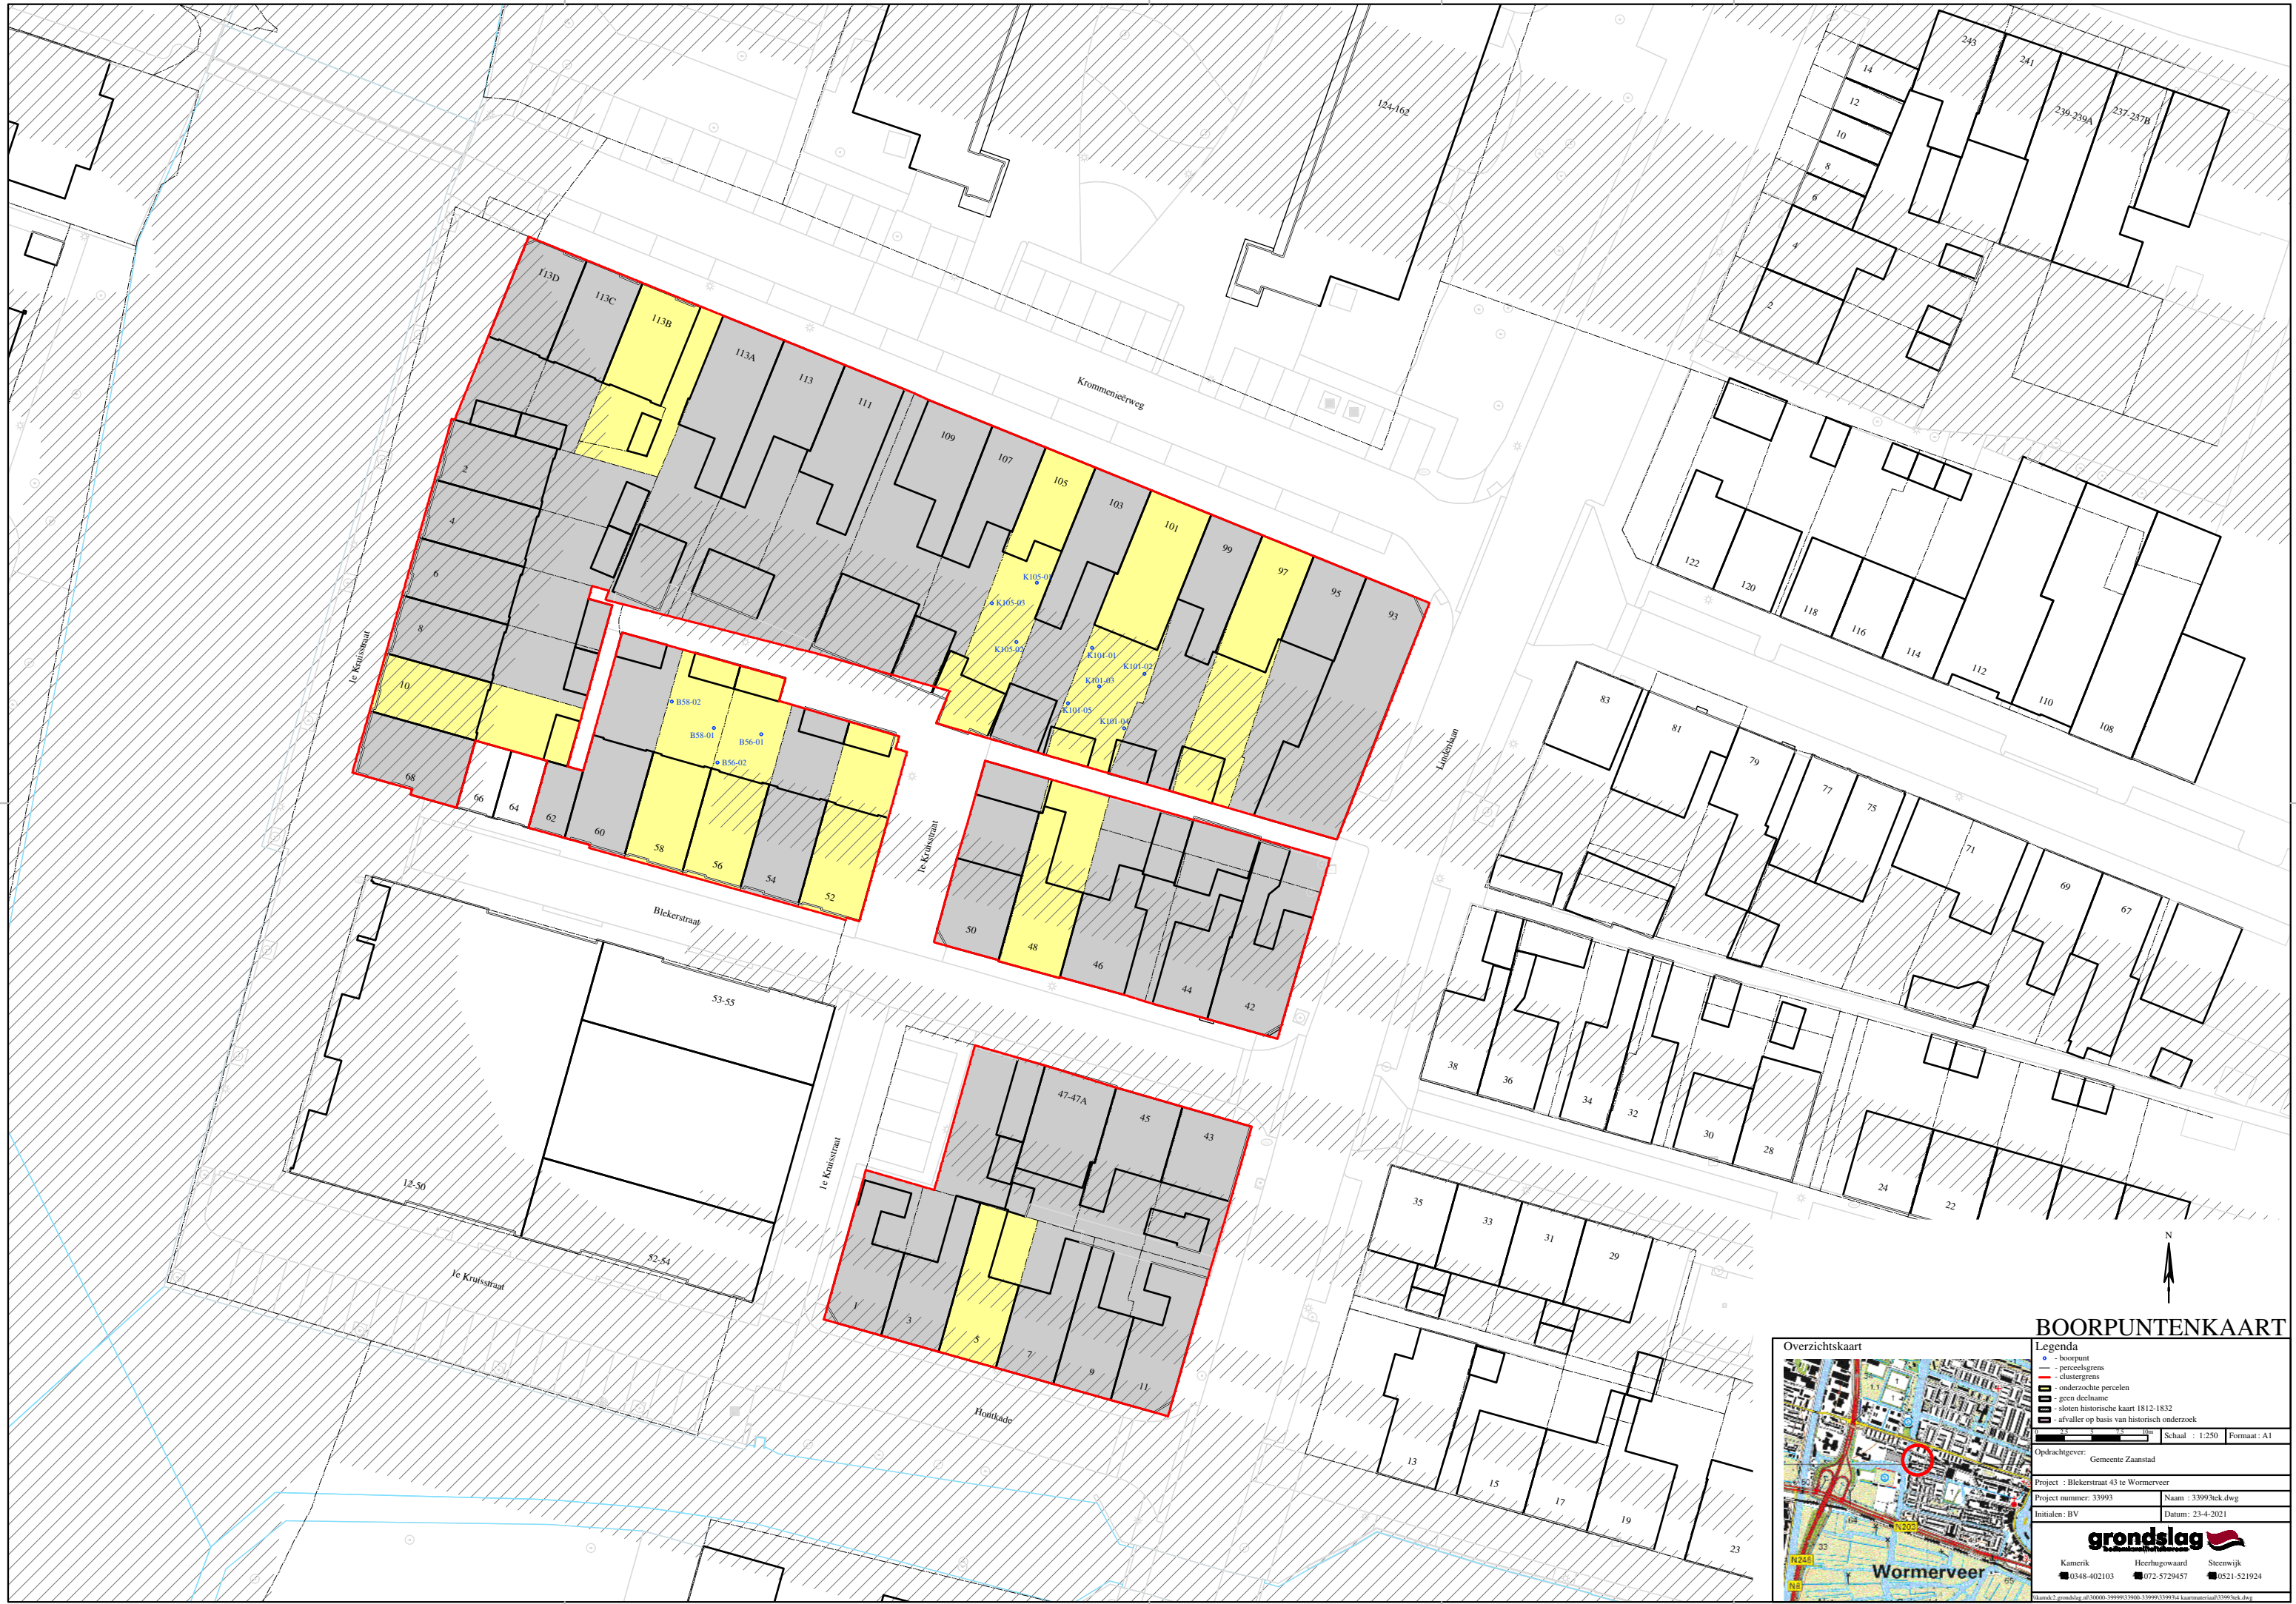 243
241
239-239A
237-237B
14
12
10
8
6
4
2
124-162
113D
113C
113B
113A
113
111
109
107
105
103
101
99
97
95
93
Krommenieërweg
122
120
118
116
114
112
110
108
2
4
6
8
10
68
66
64
62
60
58
56
54
52
1e Kruisstraat
K105-01
K105-03
K105-02
K101-01
K101-02
K101-03
K101-05
K101-04
B58-02
B58-01
B56-01
B56-02
Lindenlaan
83
81
79
77
75
71
69
67
1e Kruisstraat
Blekerstraat
50
48
46
44
42
53-55
12-50
52-54
38
36
34
32
30
28
24
22
47-47A
45
43
1e Kruisstraat
1e Kruisstraat
1
3
5
7
9
11
Houtkade
35
33
31
29
13
15
17
19
23
N
BOORPUNTENKAART
Overzichtskaart
Legenda
- boorpunt
- perceelsgrens
- clustergrens
- onderzochte percelen
- geen deelname
- sloten historische kaart 1812-1832
- afvaller op basis van historisch onderzoek
0 2,5 5 7,5 10m
Schaal : 1:250
Formaat : A1
Opdrachtgever:
Gemeente Zaanstad
Project : Blekerstraat 43 te Wormerveer
Project nummer: 33993
Naam : 33993tek.dwg
Initialen: BV
Datum: 23-4-2021
grondslag
Kamerik
Heerhugowaard
Steenwijk
0348-402103
072-5729457
0521-521924
N203
N246
N8
Wormerveer